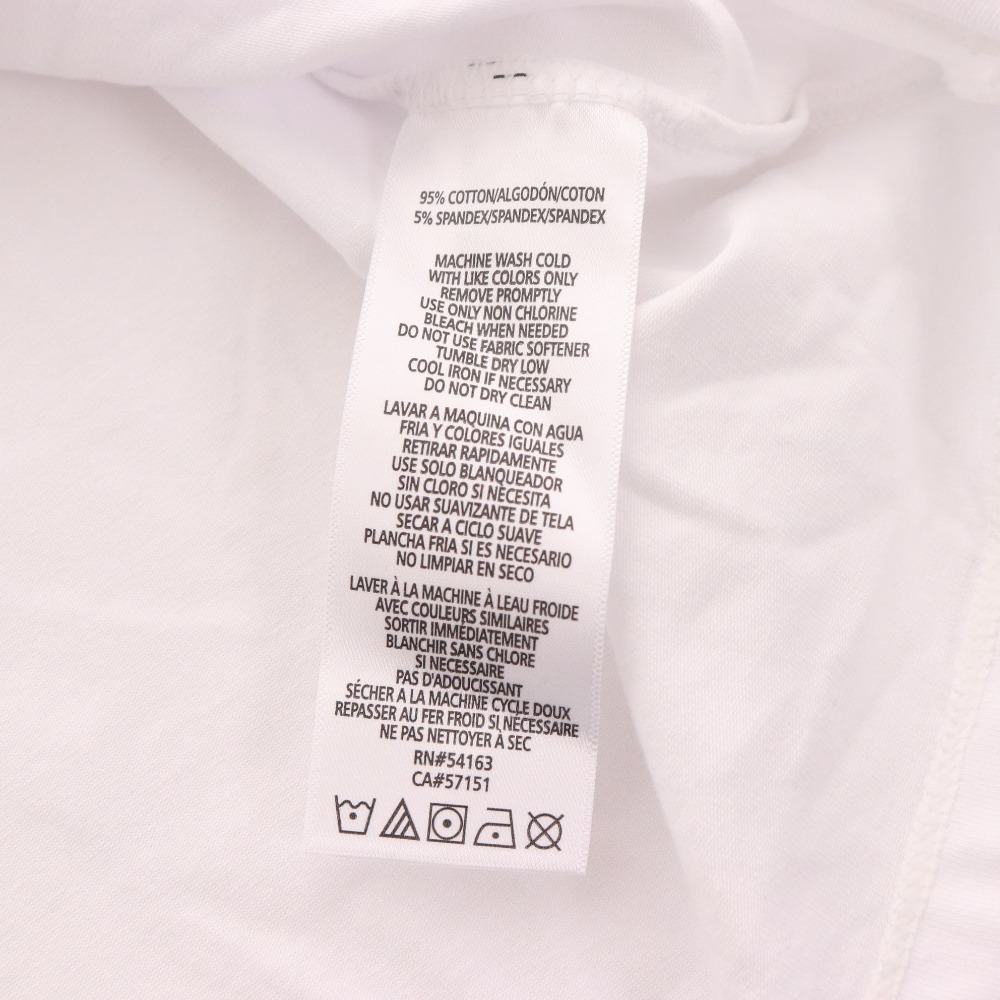 95% COTTON/ALGODÓN/COTON
5% SPANDEX/SPANDEX/SPANDEX
MACHINE WASH COLD
WITH LIKE COLORS ONLY
REMOVE PROMPTLY
USE ONLY NON CHLORINE
BLEACH WHEN NEEDED
DO NOT USE FABRIC SOFTENER
TUMBLE DRY LOW
COOL IRON IF NECESSARY
DO NOT DRY CLEAN
LAVAR A MAQUINA CON AGUA
FRIA Y COLORES IGUALES
RETIRAR RAPIDAMENTE
USE SOLO BLANQUEADOR
SIN CLORO SI NECESITA
NO USAR SUAVIZANTE DE TELA
SECAR A CICLO SUAVE
PLANCHA FRIA SI ES NECESARIO
NO LIMPIAR EN SECO
LAVER À LA MACHINE À LEAU FROIDE
AVEC COULEURS SIMILAIRES
SORTIR IMMÉDIATEMENT
BLANCHIR SANS CHLORE
SI NECESSAIRE
PAS D'ADOUCISSANT
SÉCHER A LA MACHINE CYCLE DOUX
REPASSER AU FER FROID SI NÉCESSAIRE
NE PAS NETTOYER À SEC
RN#54163
CA#57151